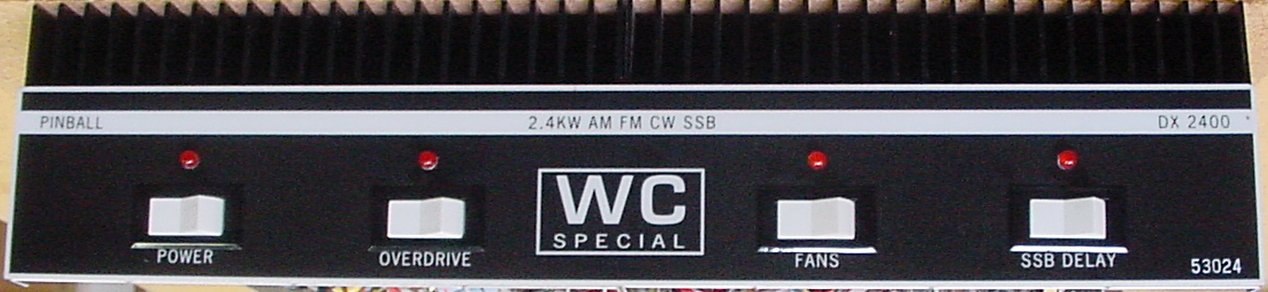 PINBALL 2.4KW AM FM CW SSB DX 2400
WC
SPECIAL
POWER OVERDRIVE FANS SSB DELAY
53024